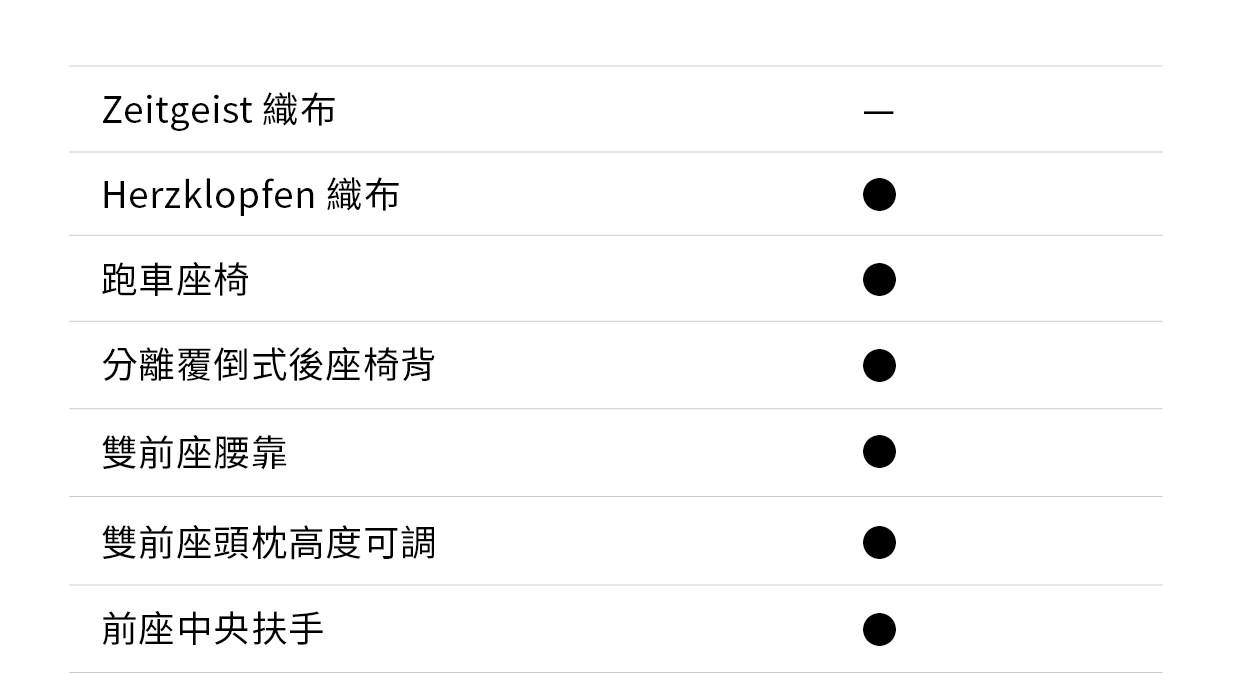 Zeitgeist 織布 —
Herzklopfen 織布 ●
跑車座椅 ●
分離覆倒式後座椅背 ●
雙前座腰靠 ●
雙前座頭枕高度可調 ●
前座中央扶手 ●